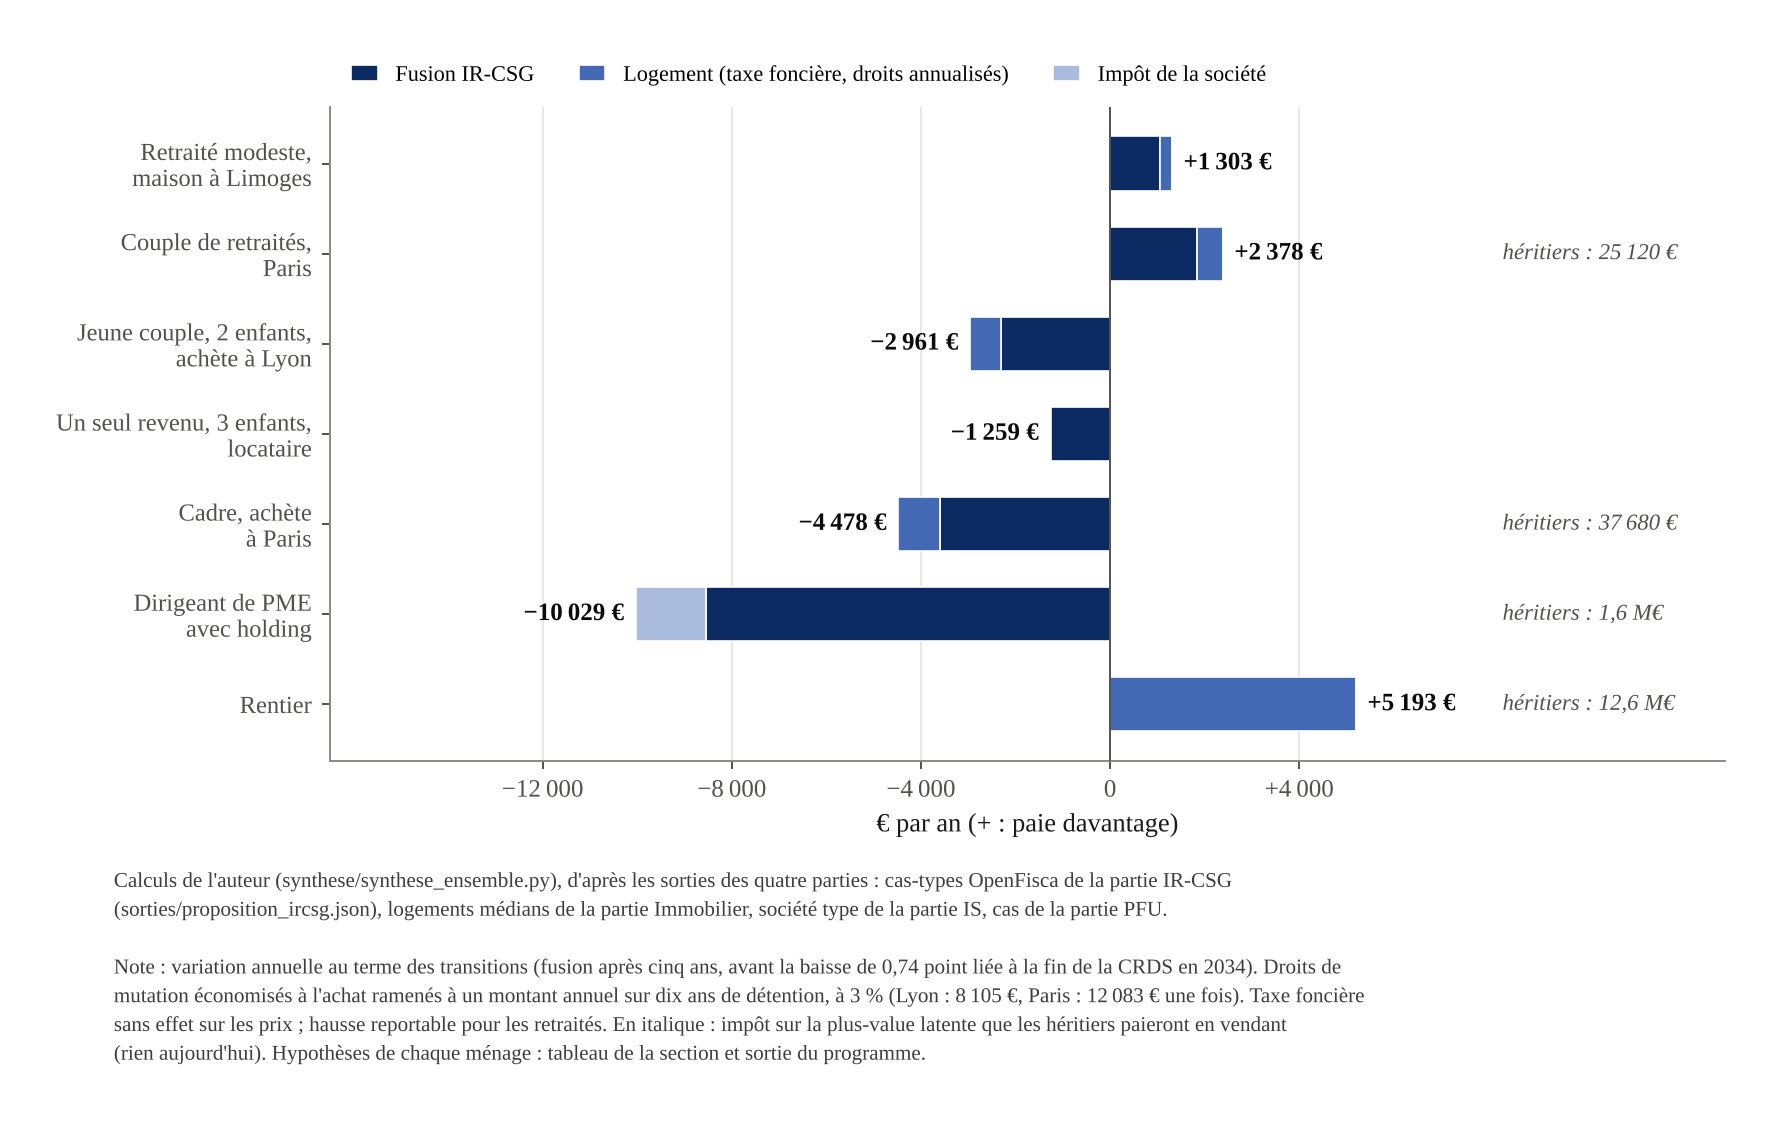 Fusion IR-CSG
Logement (taxe foncière, droits annualisés)
Impôt de la société
Retraité modeste,
maison à Limoges
+1 303 €
Couple de retraités,
Paris
+2 378 €
héritiers : 25 120 €
Jeune couple, 2 enfants,
achète à Lyon
−2 961 €
Un seul revenu, 3 enfants,
locataire
−1 259 €
Cadre, achète
à Paris
−4 478 €
héritiers : 37 680 €
Dirigeant de PME
avec holding
−10 029 €
héritiers : 1,6 M€
Rentier
+5 193 €
héritiers : 12,6 M€
−12 000
−8 000
−4 000
0
+4 000
€ par an (+ : paie davantage)
Calculs de l'auteur (synthese/synthese_ensemble.py), d'après les sorties des quatre parties : cas-types OpenFisca de la partie IR-CSG
(sorties/proposition_ircsg.json), logements médians de la partie Immobilier, société type de la partie IS, cas de la partie PFU.
Note : variation annuelle au terme des transitions (fusion après cinq ans, avant la baisse de 0,74 point liée à la fin de la CRDS en 2034). Droits de
mutation économisés à l'achat ramenés à un montant annuel sur dix ans de détention, à 3 % (Lyon : 8 105 €, Paris : 12 083 € une fois). Taxe foncière
sans effet sur les prix ; hausse reportable pour les retraités. En italique : impôt sur la plus-value latente que les héritiers paieront en vendant
(rien aujourd'hui). Hypothèses de chaque ménage : tableau de la section et sortie du programme.